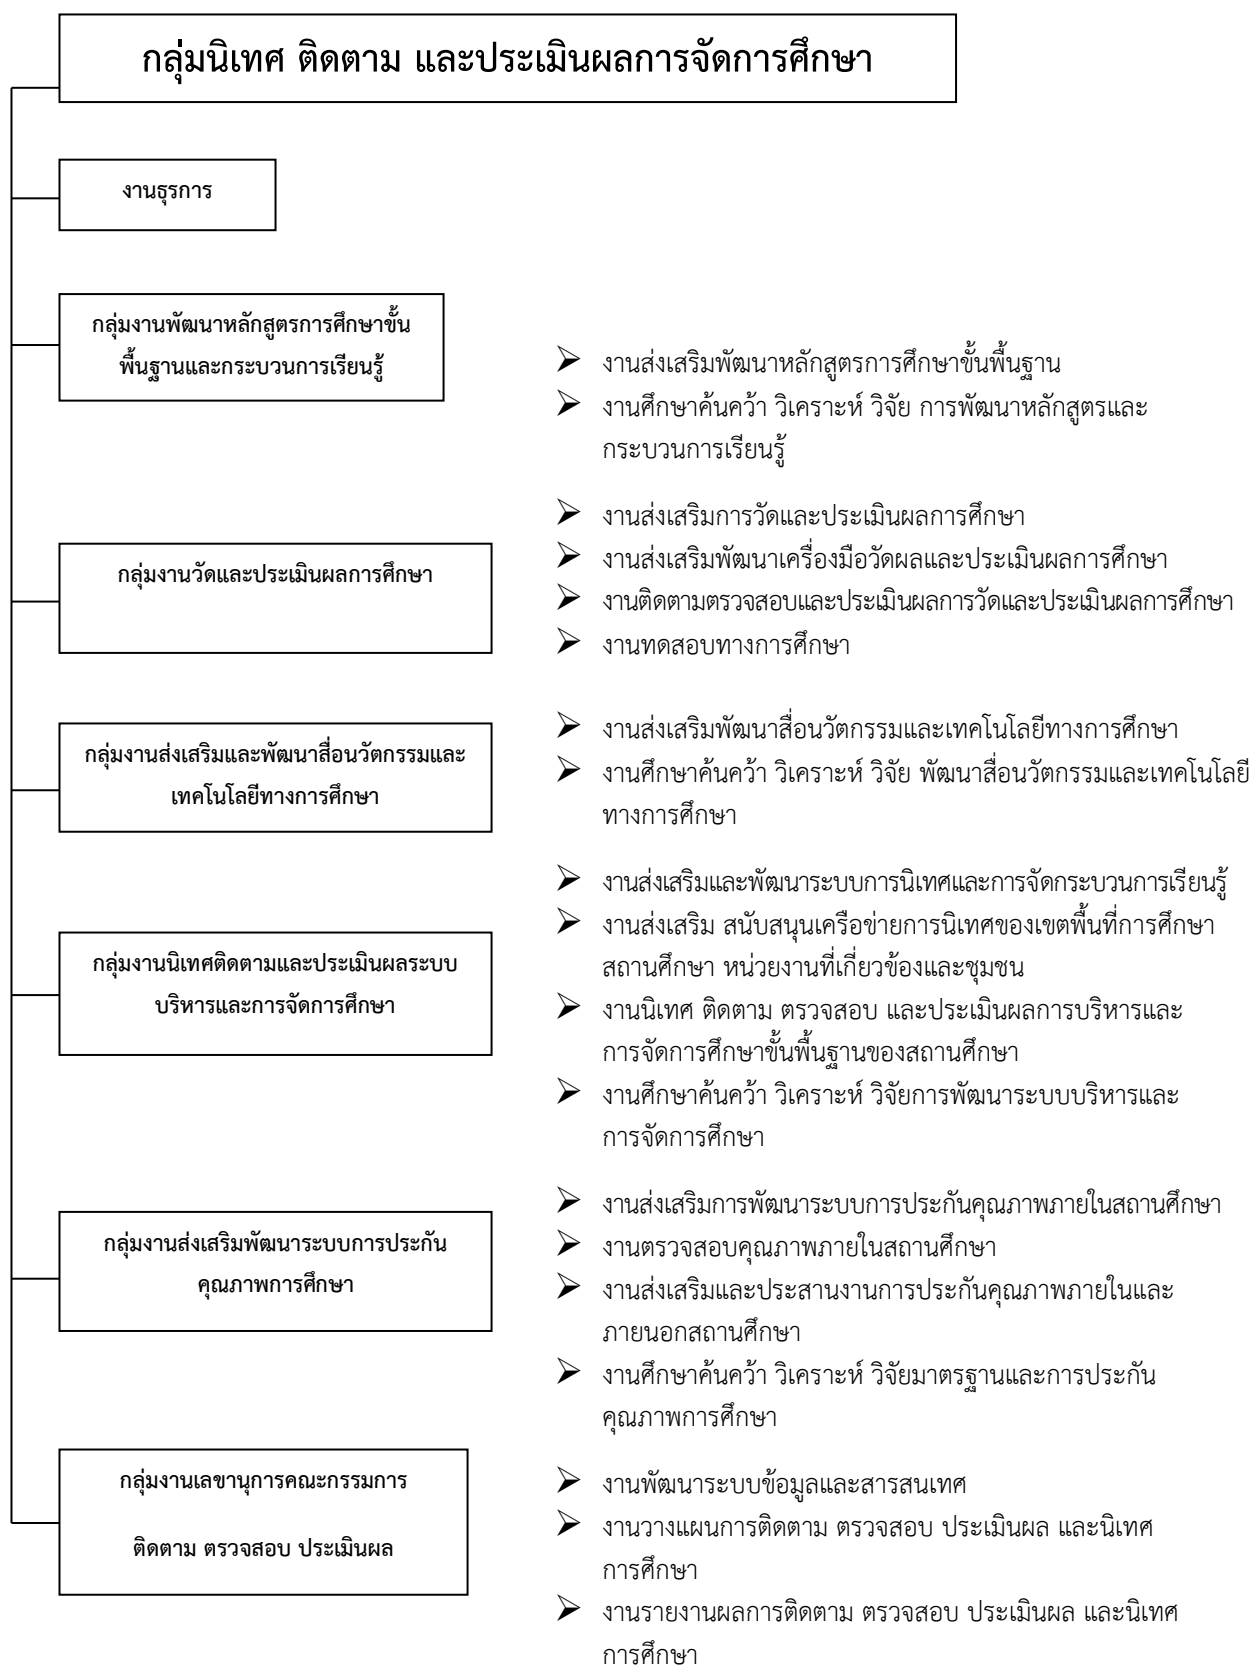 กลุ่มนิเทศ ติดตาม และประเมินผลการจัดการศึกษา
งานธุรการ
กลุ่มงานพัฒนาหลักสูตรการศึกษาขั้น
พื้นฐานและกระบวนการเรียนรู้
งานส่งเสริมพัฒนาหลักสูตรการศึกษาขั้นพื้นฐาน
งานศึกษาค้นคว้า วิเคราะห์ วิจัย การพัฒนาหลักสูตรและ
กระบวนการเรียนรู้
กลุ่มงานวัดและประเมินผลการศึกษา
งานส่งเสริมการวัดและประเมินผลการศึกษา
งานส่งเสริมพัฒนาเครื่องมือวัดผลและประเมินผลการศึกษา
งานติดตามตรวจสอบและประเมินผลการวัดและประเมินผลการศึกษา
งานทดสอบทางการศึกษา
กลุ่มงานส่งเสริมและพัฒนาสื่อนวัตกรรมและ
เทคโนโลยีทางการศึกษา
งานส่งเสริมพัฒนาสื่อนวัตกรรมและเทคโนโลยีทางการศึกษา
งานศึกษาค้นคว้า วิเคราะห์ วิจัย พัฒนาสื่อนวัตกรรมและเทคโนโลยี
ทางการศึกษา
กลุ่มงานนิเทศติดตามและประเมินผลระบบ
บริหารและการจัดการศึกษา
งานส่งเสริมและพัฒนาระบบการนิเทศและการจัดกระบวนการเรียนรู้
งานส่งเสริม สนับสนุนเครือข่ายการนิเทศของเขตพื้นที่การศึกษา
สถานศึกษา หน่วยงานที่เกี่ยวข้องและชุมชน
งานนิเทศ ติดตาม ตรวจสอบ และประเมินผลการบริหารและ
การจัดการศึกษาขั้นพื้นฐานของสถานศึกษา
งานศึกษาค้นคว้า วิเคราะห์ วิจัยการพัฒนาระบบบริหารและ
การจัดการศึกษา
กลุ่มงานส่งเสริมพัฒนาระบบการประกัน
คุณภาพการศึกษา
งานส่งเสริมการพัฒนาระบบการประกันคุณภาพภายในสถานศึกษา
งานตรวจสอบคุณภาพภายในสถานศึกษา
งานส่งเสริมและประสานงานการประกันคุณภาพภายในและ
ภายนอกสถานศึกษา
งานศึกษาค้นคว้า วิเคราะห์ วิจัยมาตรฐานและการประกัน
คุณภาพการศึกษา
กลุ่มงานเลขานุการคณะกรรมการ
ติดตาม ตรวจสอบ ประเมินผล
งานพัฒนาระบบข้อมูลและสารสนเทศ
งานวางแผนการติดตาม ตรวจสอบ ประเมินผล และนิเทศ
การศึกษา
งานรายงานผลการติดตาม ตรวจสอบ ประเมินผล และนิเทศ
การศึกษา